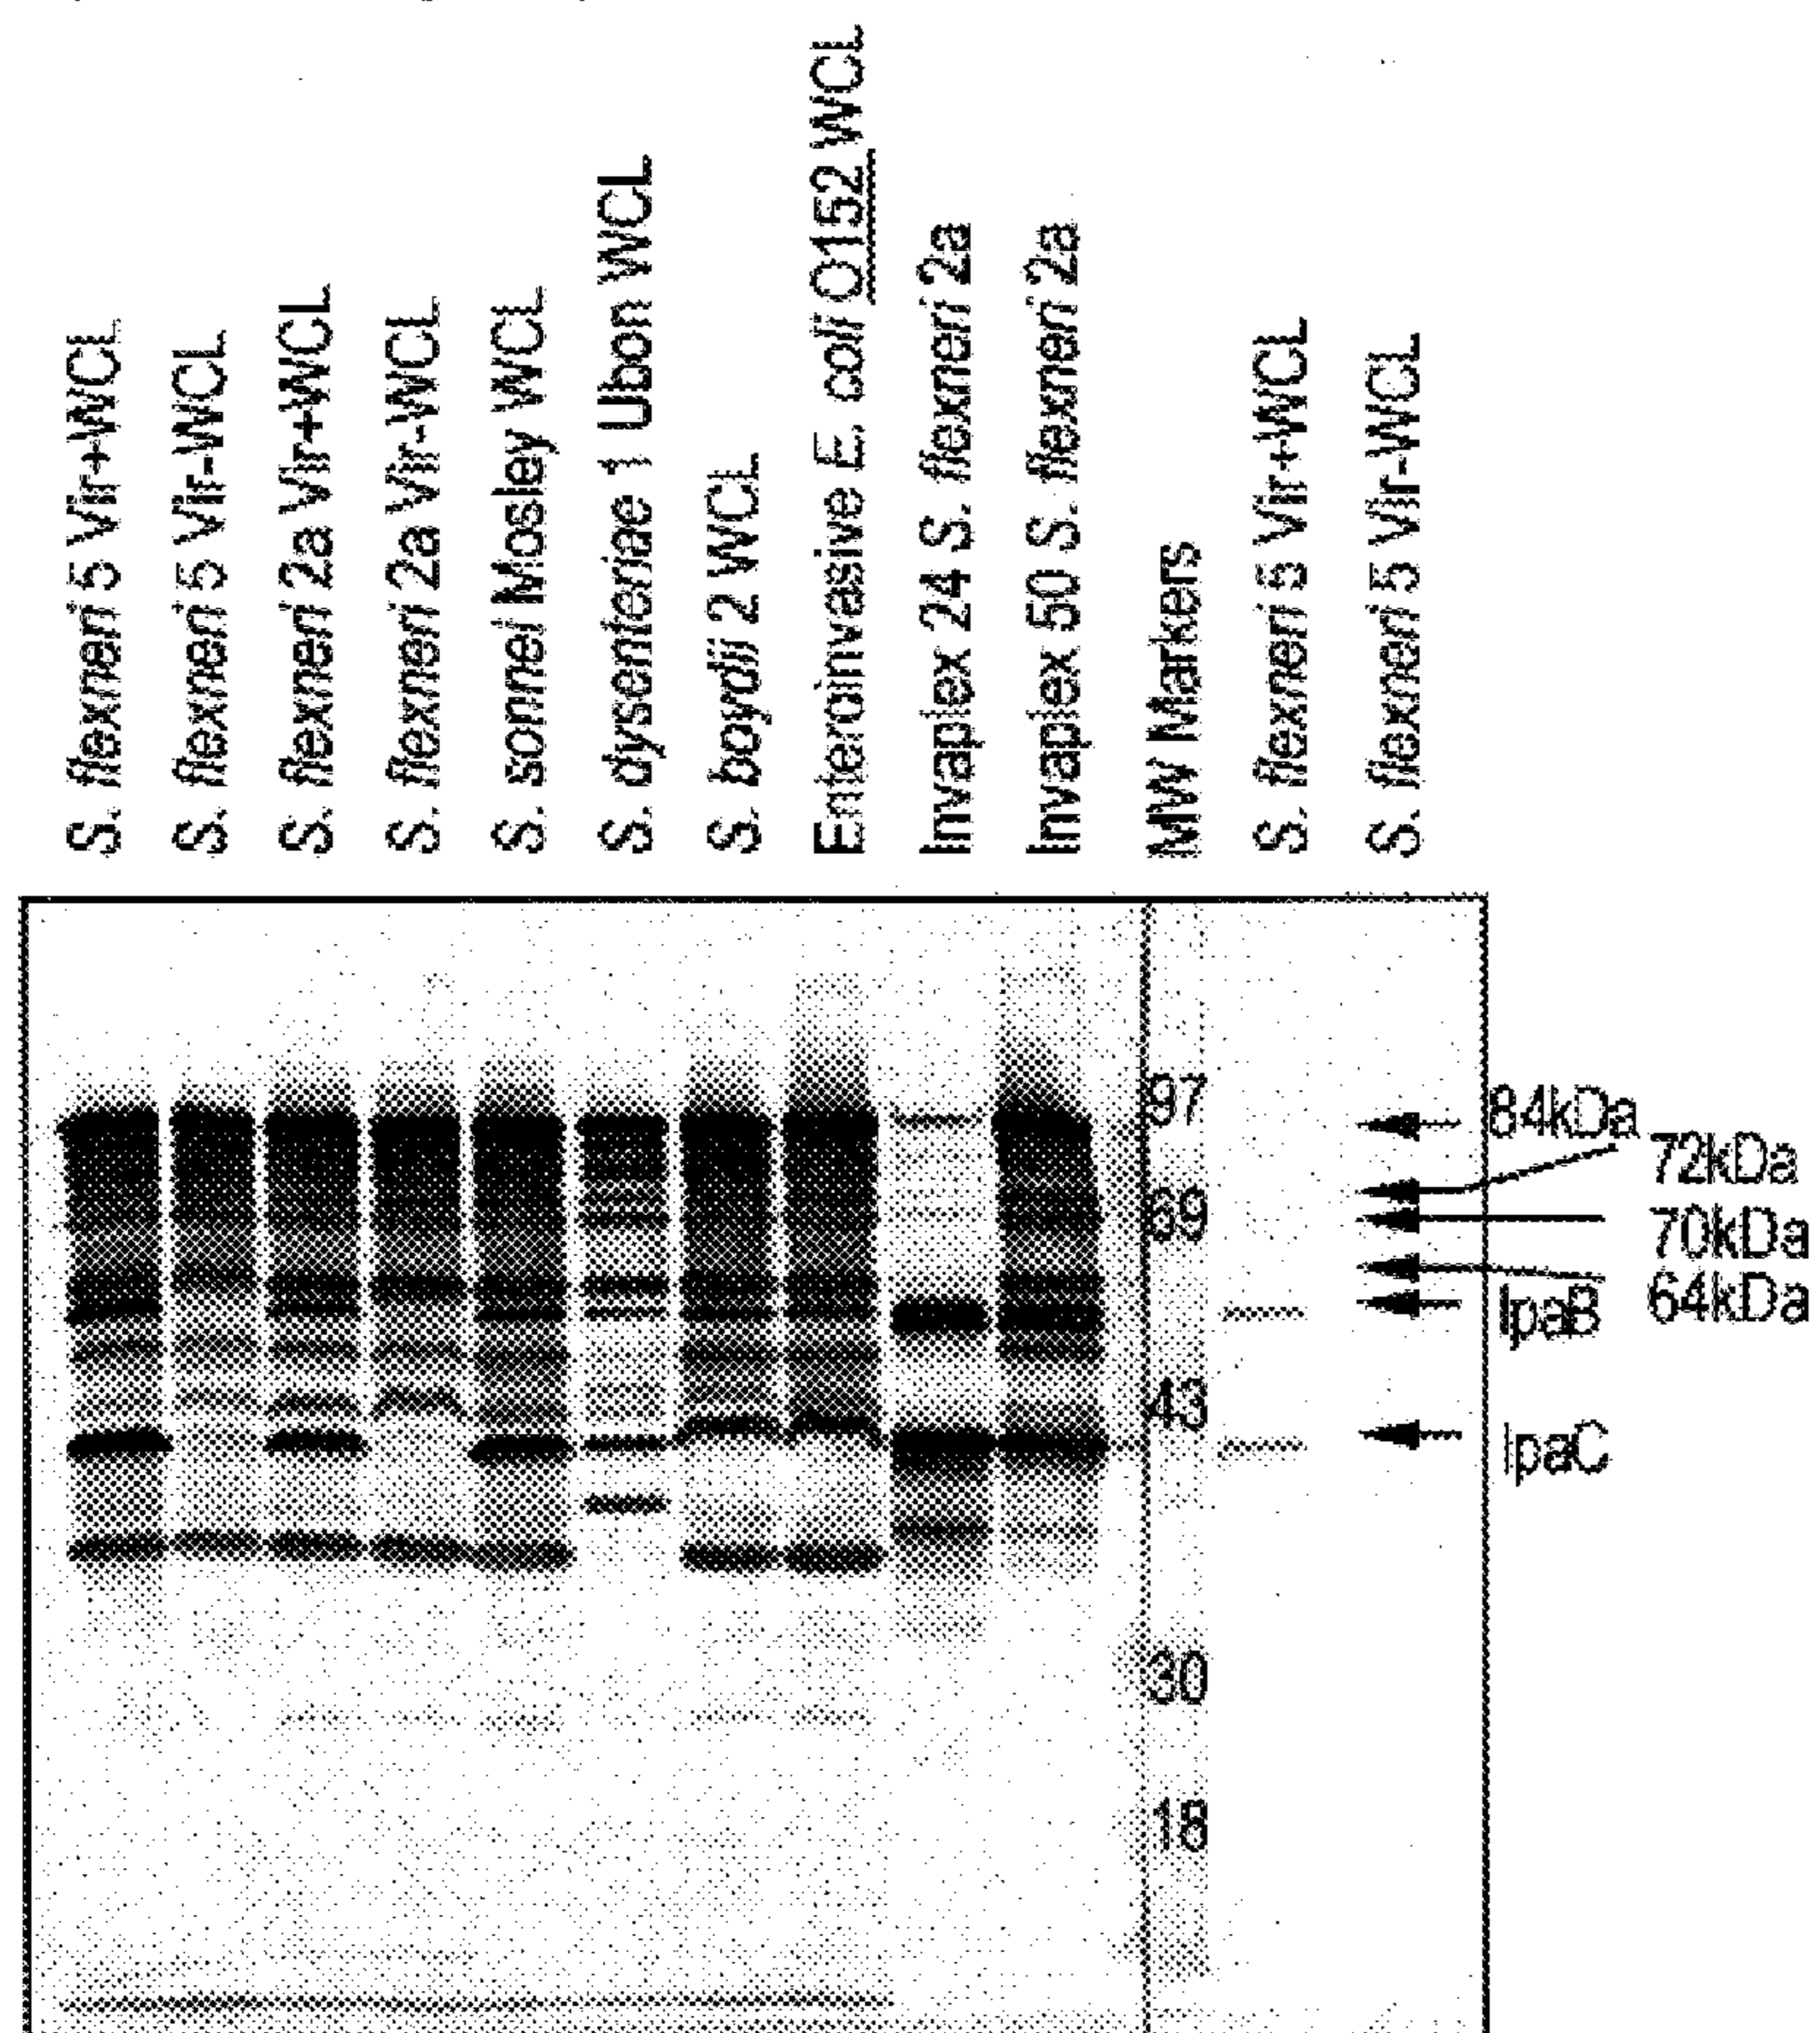 S. flexneri 5 Vir+WCL
S. flexneri 5 Vir-WCL
S. flexneri 2a Vir+WCL
S. flexneri 2a Vir-WCL
S. sonnei Mosley WCL
S. dysenteriae 1 Ubon WCL
S. boydii 2 WCL
Enteroinvasive E. coli O152 WCL
Invaplex 24 S. flexneri 2a
Invaplex 50 S. flexneri 2a
MW Markers
S. flexneri 5 Vir+WCL
S. flexneri 5 Vir-WCL
97
69
43
30
18
84kDa
72kDa
70kDa
64kDa
IpaB
IpaC